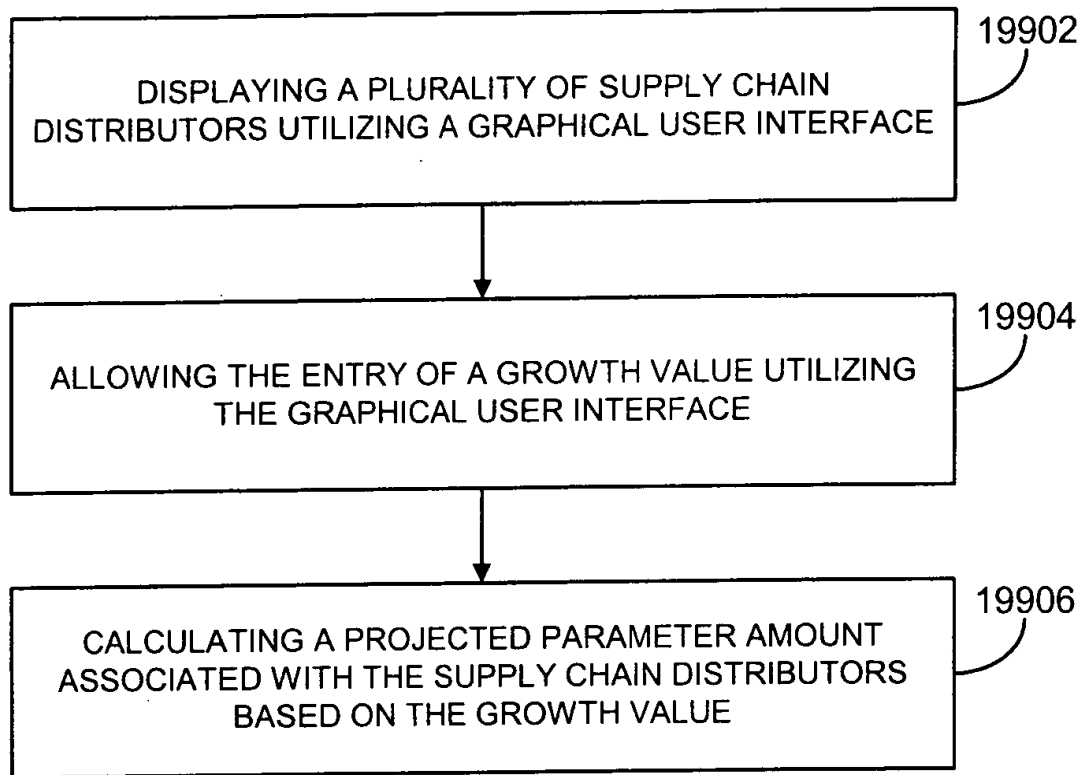 19902
DISPLAYING A PLURALITY OF SUPPLY CHAIN
DISTRIBUTORS UTILIZING A GRAPHICAL USER INTERFACE
19904
ALLOWING THE ENTRY OF A GROWTH VALUE UTILIZING
THE GRAPHICAL USER INTERFACE
19906
CALCULATING A PROJECTED PARAMETER AMOUNT
ASSOCIATED WITH THE SUPPLY CHAIN DISTRIBUTORS
BASED ON THE GROWTH VALUE